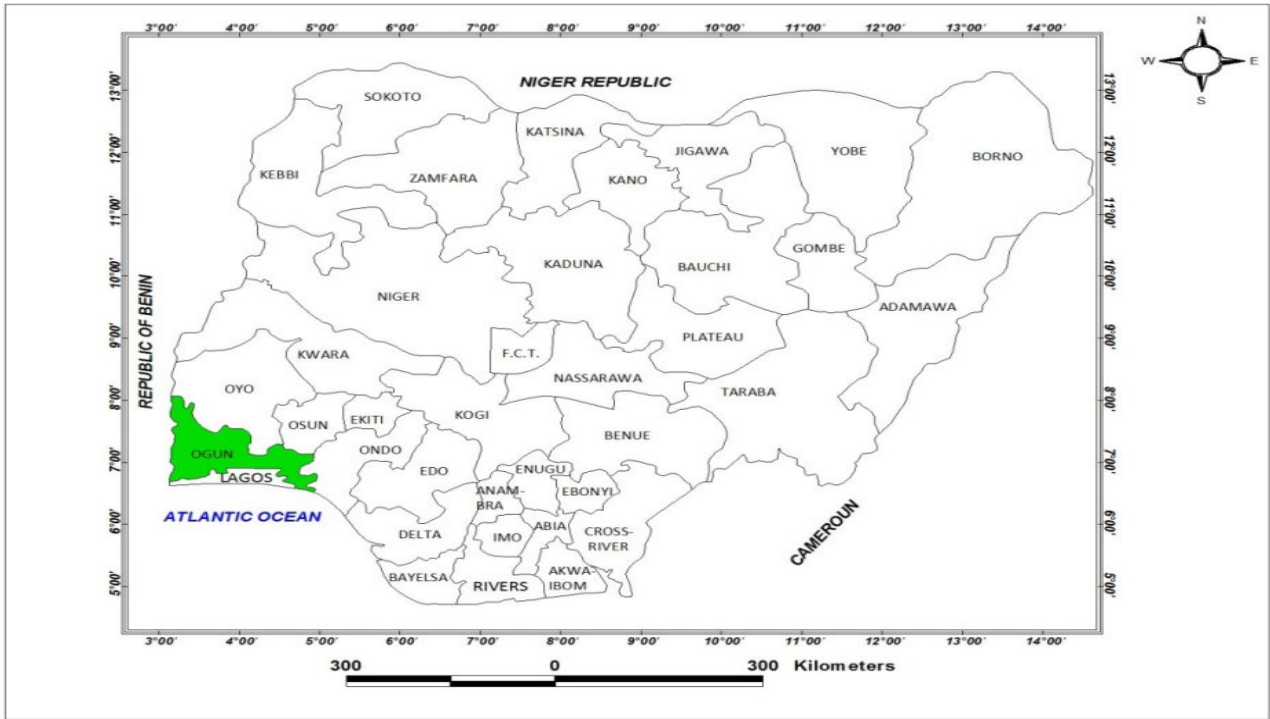 3°00' 4°00' 5°00' 6°00' 7°00' 8°00' 9°00' 10°00' 11°00' 12°00' 13°00' 14°00'
N
W E
S
NIGER REPUBLIC
SOKOTO
KATSINA
JIGAWA
YOBE
BORNO
KEBBI
ZAMFARA
KANO
GOMBE
KADUNA
BAUCHI
NIGER
ADAMAWA
PLATEAU
F.C.T.
KWARA
NASSARAWA
TARABA
OYO
KOGI
OSUN
EKITI
BENUE
ONDO
OGUN
EDO
ENUGU
LAGOS
ANAM-
BRA
EBONYI
ATLANTIC OCEAN
DELTA
IMO
ABIA
CROSS-
RIVER
BAYELSA
RIVERS
AKWA-
IBOM
REPUBLIC OF BENIN
CAMEROUN
13°00'
12°00'
11°00'
10°00'
9°00'
8°00'
7°00'
6°00'
5°00'
13°00'
12°00'
11°00'
10°00'
9°00'
8°00'
7°00'
6°00'
5°00'
3°00' 4°00' 5°00' 6°00' 7°00' 8°00' 9°00' 10°00' 11°00' 12°00' 13°00' 14°00'
300 0 300 Kilometers